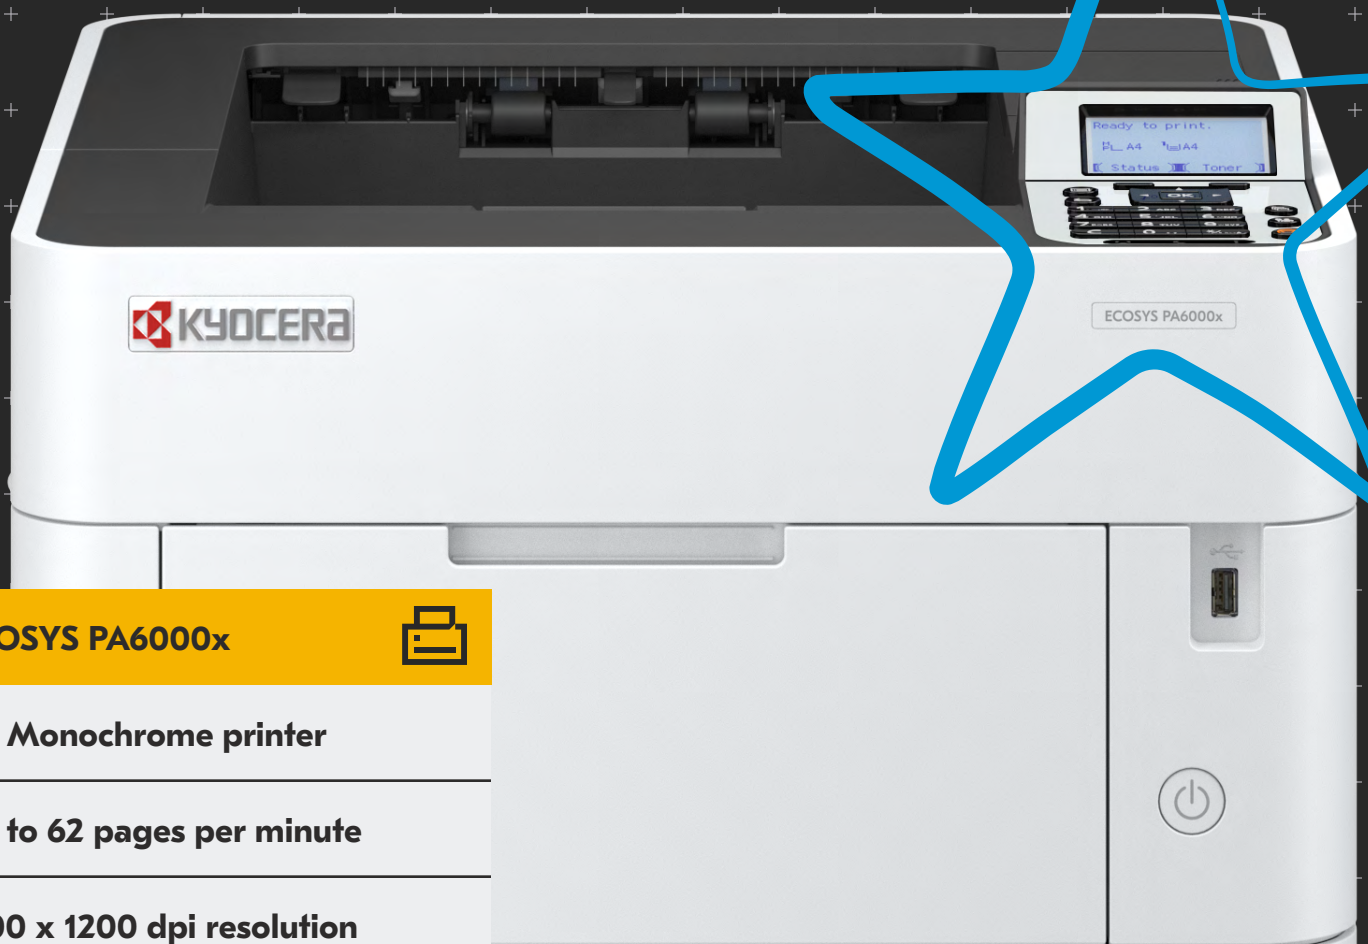 Ready to print.
A4 A4
[ Status ] [ Toner ]
OK
KYOCERA
ECOSYS PA6000x
OSYS PA6000x
Monochrome printer
to 62 pages per minute
00 x 1200 dpi resolution